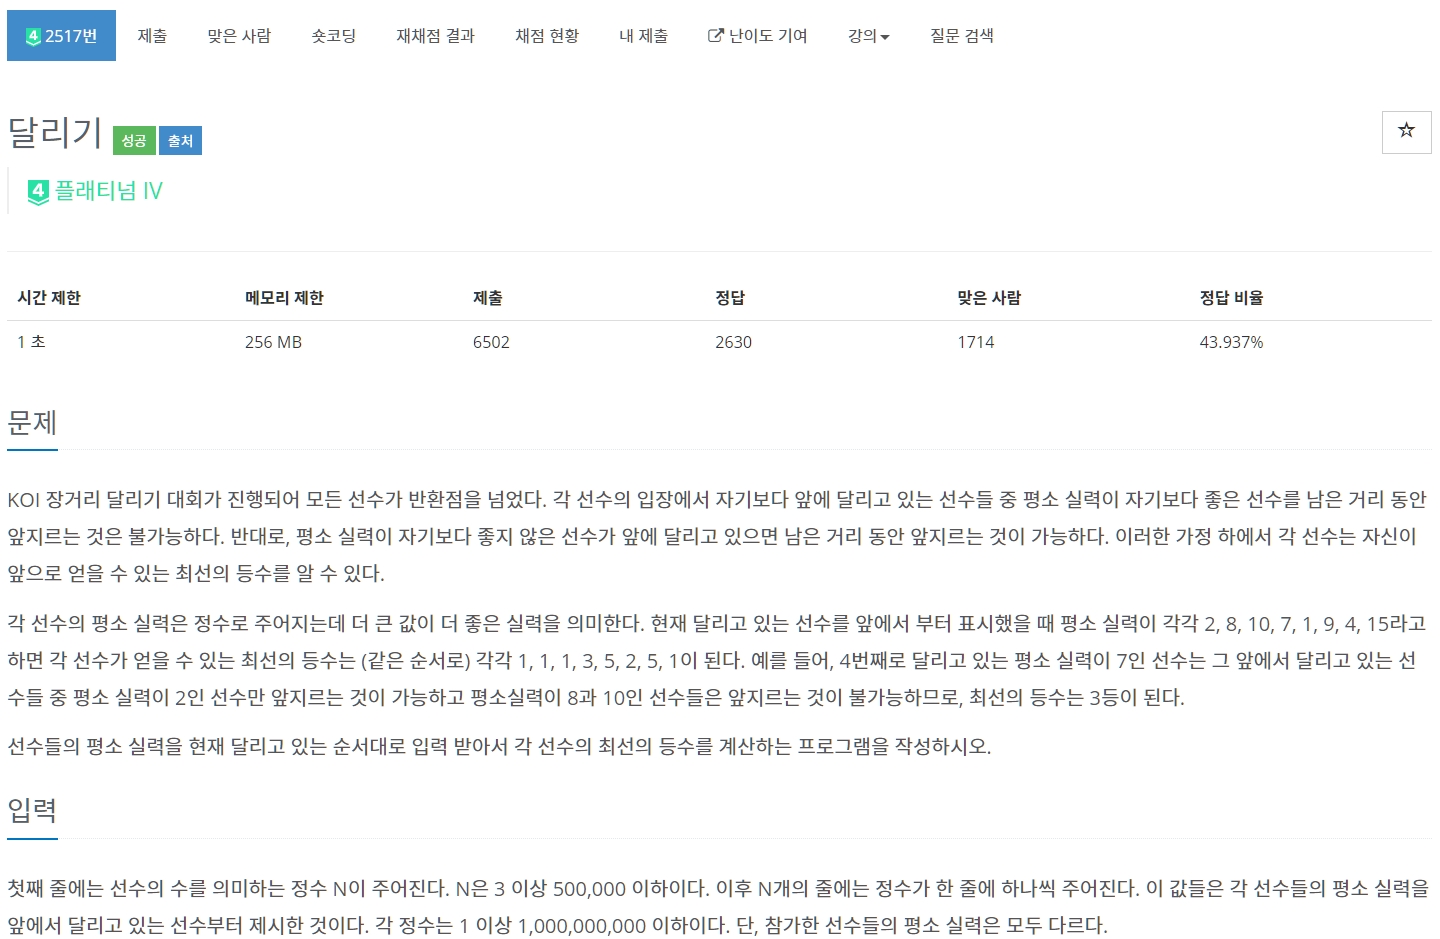 4 2517번 제출 맞은 사람 숏코딩 재채점 결과 채점 현황 내 제출 난이도 기여 강의 질문 검색
달리기 성공 출처
4 플래티넘 IV
시간 제한 메모리 제한 제출 정답 맞은 사람 정답 비율
1 초 256 MB 6502 2630 1714 43.937%
문제
KOI 장거리 달리기 대회가 진행되어 모든 선수가 반환점을 넘었다. 각 선수의 입장에서 자기보다 앞에 달리고 있는 선수들 중 평소 실력이 자기보다 좋은 선수를 남은 거리 동안
앞지르는 것은 불가능하다. 반대로, 평소 실력이 자기보다 좋지 않은 선수가 앞에 달리고 있으면 남은 거리 동안 앞지르는 것이 가능하다. 이러한 가정 하에서 각 선수는 자신이
앞으로 얻을 수 있는 최선의 등수를 알 수 있다.
각 선수의 평소 실력은 정수로 주어지는데 더 큰 값이 더 좋은 실력을 의미한다. 현재 달리고 있는 선수를 앞에서 부터 표시했을 때 평소 실력이 각각 2, 8, 10, 7, 1, 9, 4, 15라고
하면 각 선수가 얻을 수 있는 최선의 등수는 (같은 순서로) 각각 1, 1, 1, 3, 5, 2, 5, 1이 된다. 예를 들어, 4번째로 달리고 있는 평소 실력이 7인 선수는 그 앞에서 달리고 있는 선
수들 중 평소 실력이 2인 선수만 앞지르는 것이 가능하고 평소실력이 8과 10인 선수들은 앞지르는 것이 불가능하므로, 최선의 등수는 3등이 된다.
선수들의 평소 실력을 현재 달리고 있는 순서대로 입력 받아서 각 선수의 최선의 등수를 계산하는 프로그램을 작성하시오.
입력
첫째 줄에는 선수의 수를 의미하는 정수 N이 주어진다. N은 3 이상 500,000 이하이다. 이후 N개의 줄에는 정수가 한 줄에 하나씩 주어진다. 이 값들은 각 선수들의 평소 실력을
앞에서 달리고 있는 선수부터 제시한 것이다. 각 정수는 1 이상 1,000,000,000 이하이다. 단, 참가한 선수들의 평소 실력은 모두 다르다.